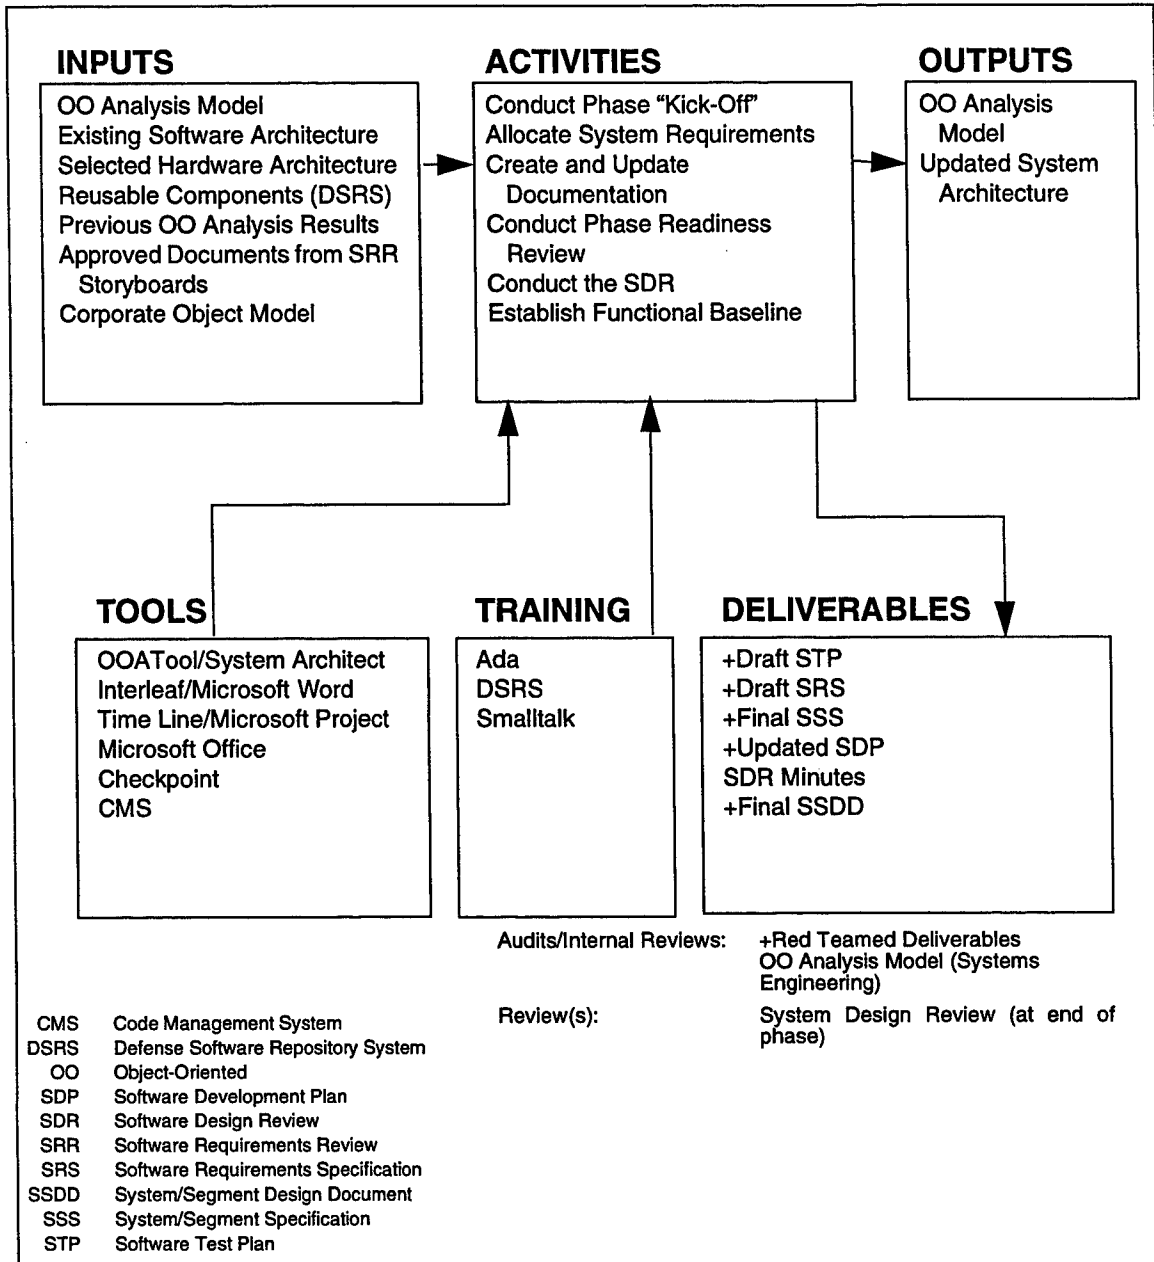 INPUTS
OO Analysis Model
Existing Software Architecture
Selected Hardware Architecture
Reusable Components (DSRS)
Previous OO Analysis Results
Approved Documents from SRR
Storyboards
Corporate Object Model
ACTIVITIES
Conduct Phase “Kick-Off”
Allocate System Requirements
Create and Update
Documentation
Conduct Phase Readiness
Review
Conduct the SDR
Establish Functional Baseline
OUTPUTS
OO Analysis
Model
Updated System
Architecture
TOOLS
OOATool/System Architect
Interleaf/Microsoft Word
Time Line/Microsoft Project
Microsoft Office
Checkpoint
CMS
TRAINING
Ada
DSRS
Smalltalk
DELIVERABLES
+Draft STP
+Draft SRS
+Final SSS
+Updated SDP
SDR Minutes
+Final SSDD
Audits/Internal Reviews: +Red Teamed Deliverables
OO Analysis Model (Systems
Engineering)
Review(s): System Design Review (at end of
phase)
CMS Code Management System
DSRS Defense Software Repository System
OO Object-Oriented
SDP Software Development Plan
SDR Software Design Review
SRR Software Requirements Review
SRS Software Requirements Specification
SSDD System/Segment Design Document
SSS System/Segment Specification
STP Software Test Plan